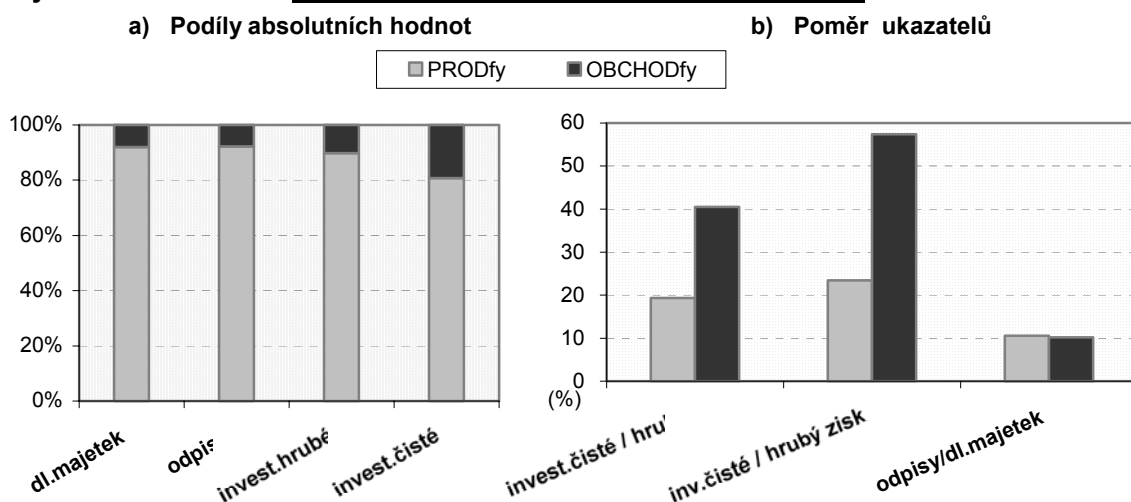 a) Podíly absolutních hodnot
b) Poměr ukazatelů
PRODfy OBCHODfy
100%
80%
60%
40%
20%
0%
dl.majetek
odpis
invest.hrubé
invest.čisté
60
50
40
30
20
10
0
(%)
invest.čisté / hru
inv.čisté / hrubý zisk
odpisy/dl.majetek